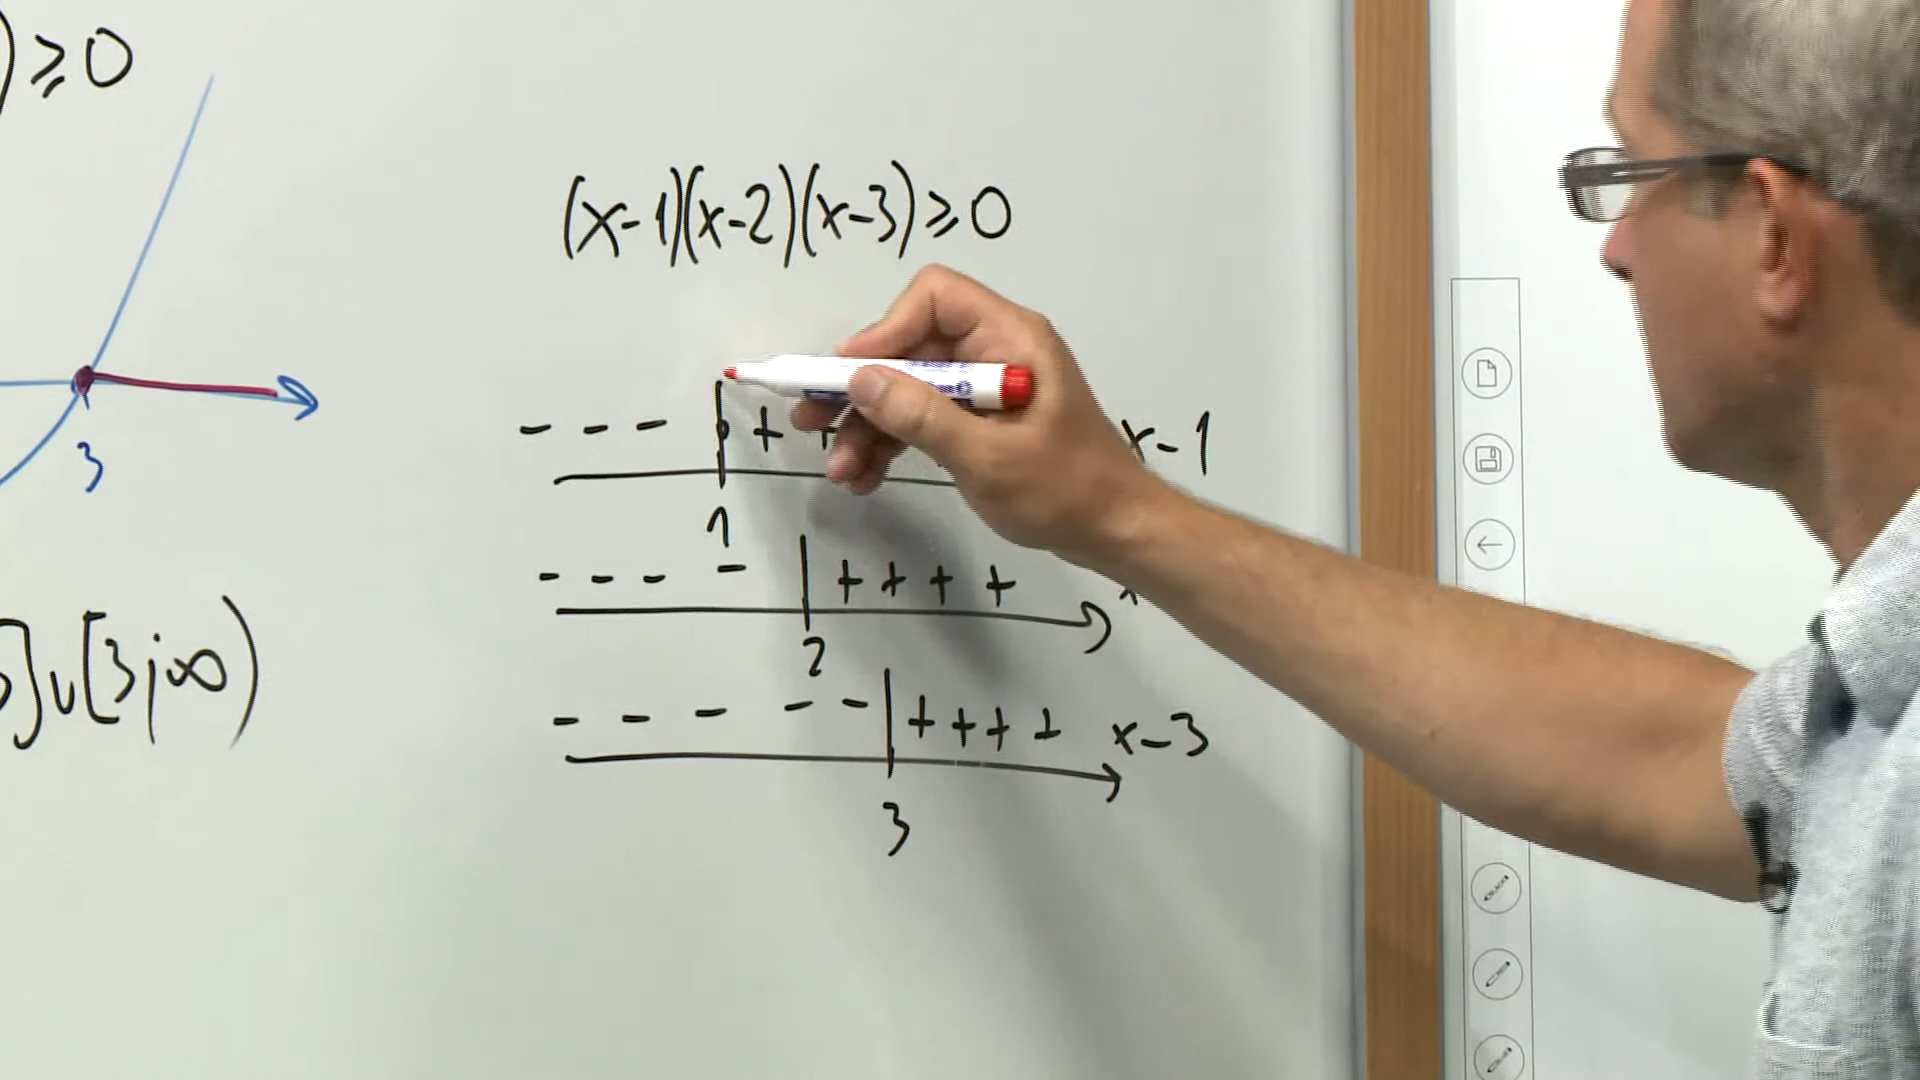 ) ≥ 0
3
] ∪ [3; ∞)
(x-1)(x-2)(x-3) ≥ 0
- - - + + x-1
1
- - - - + + + +
2
- - - - - + + + + x-3
3